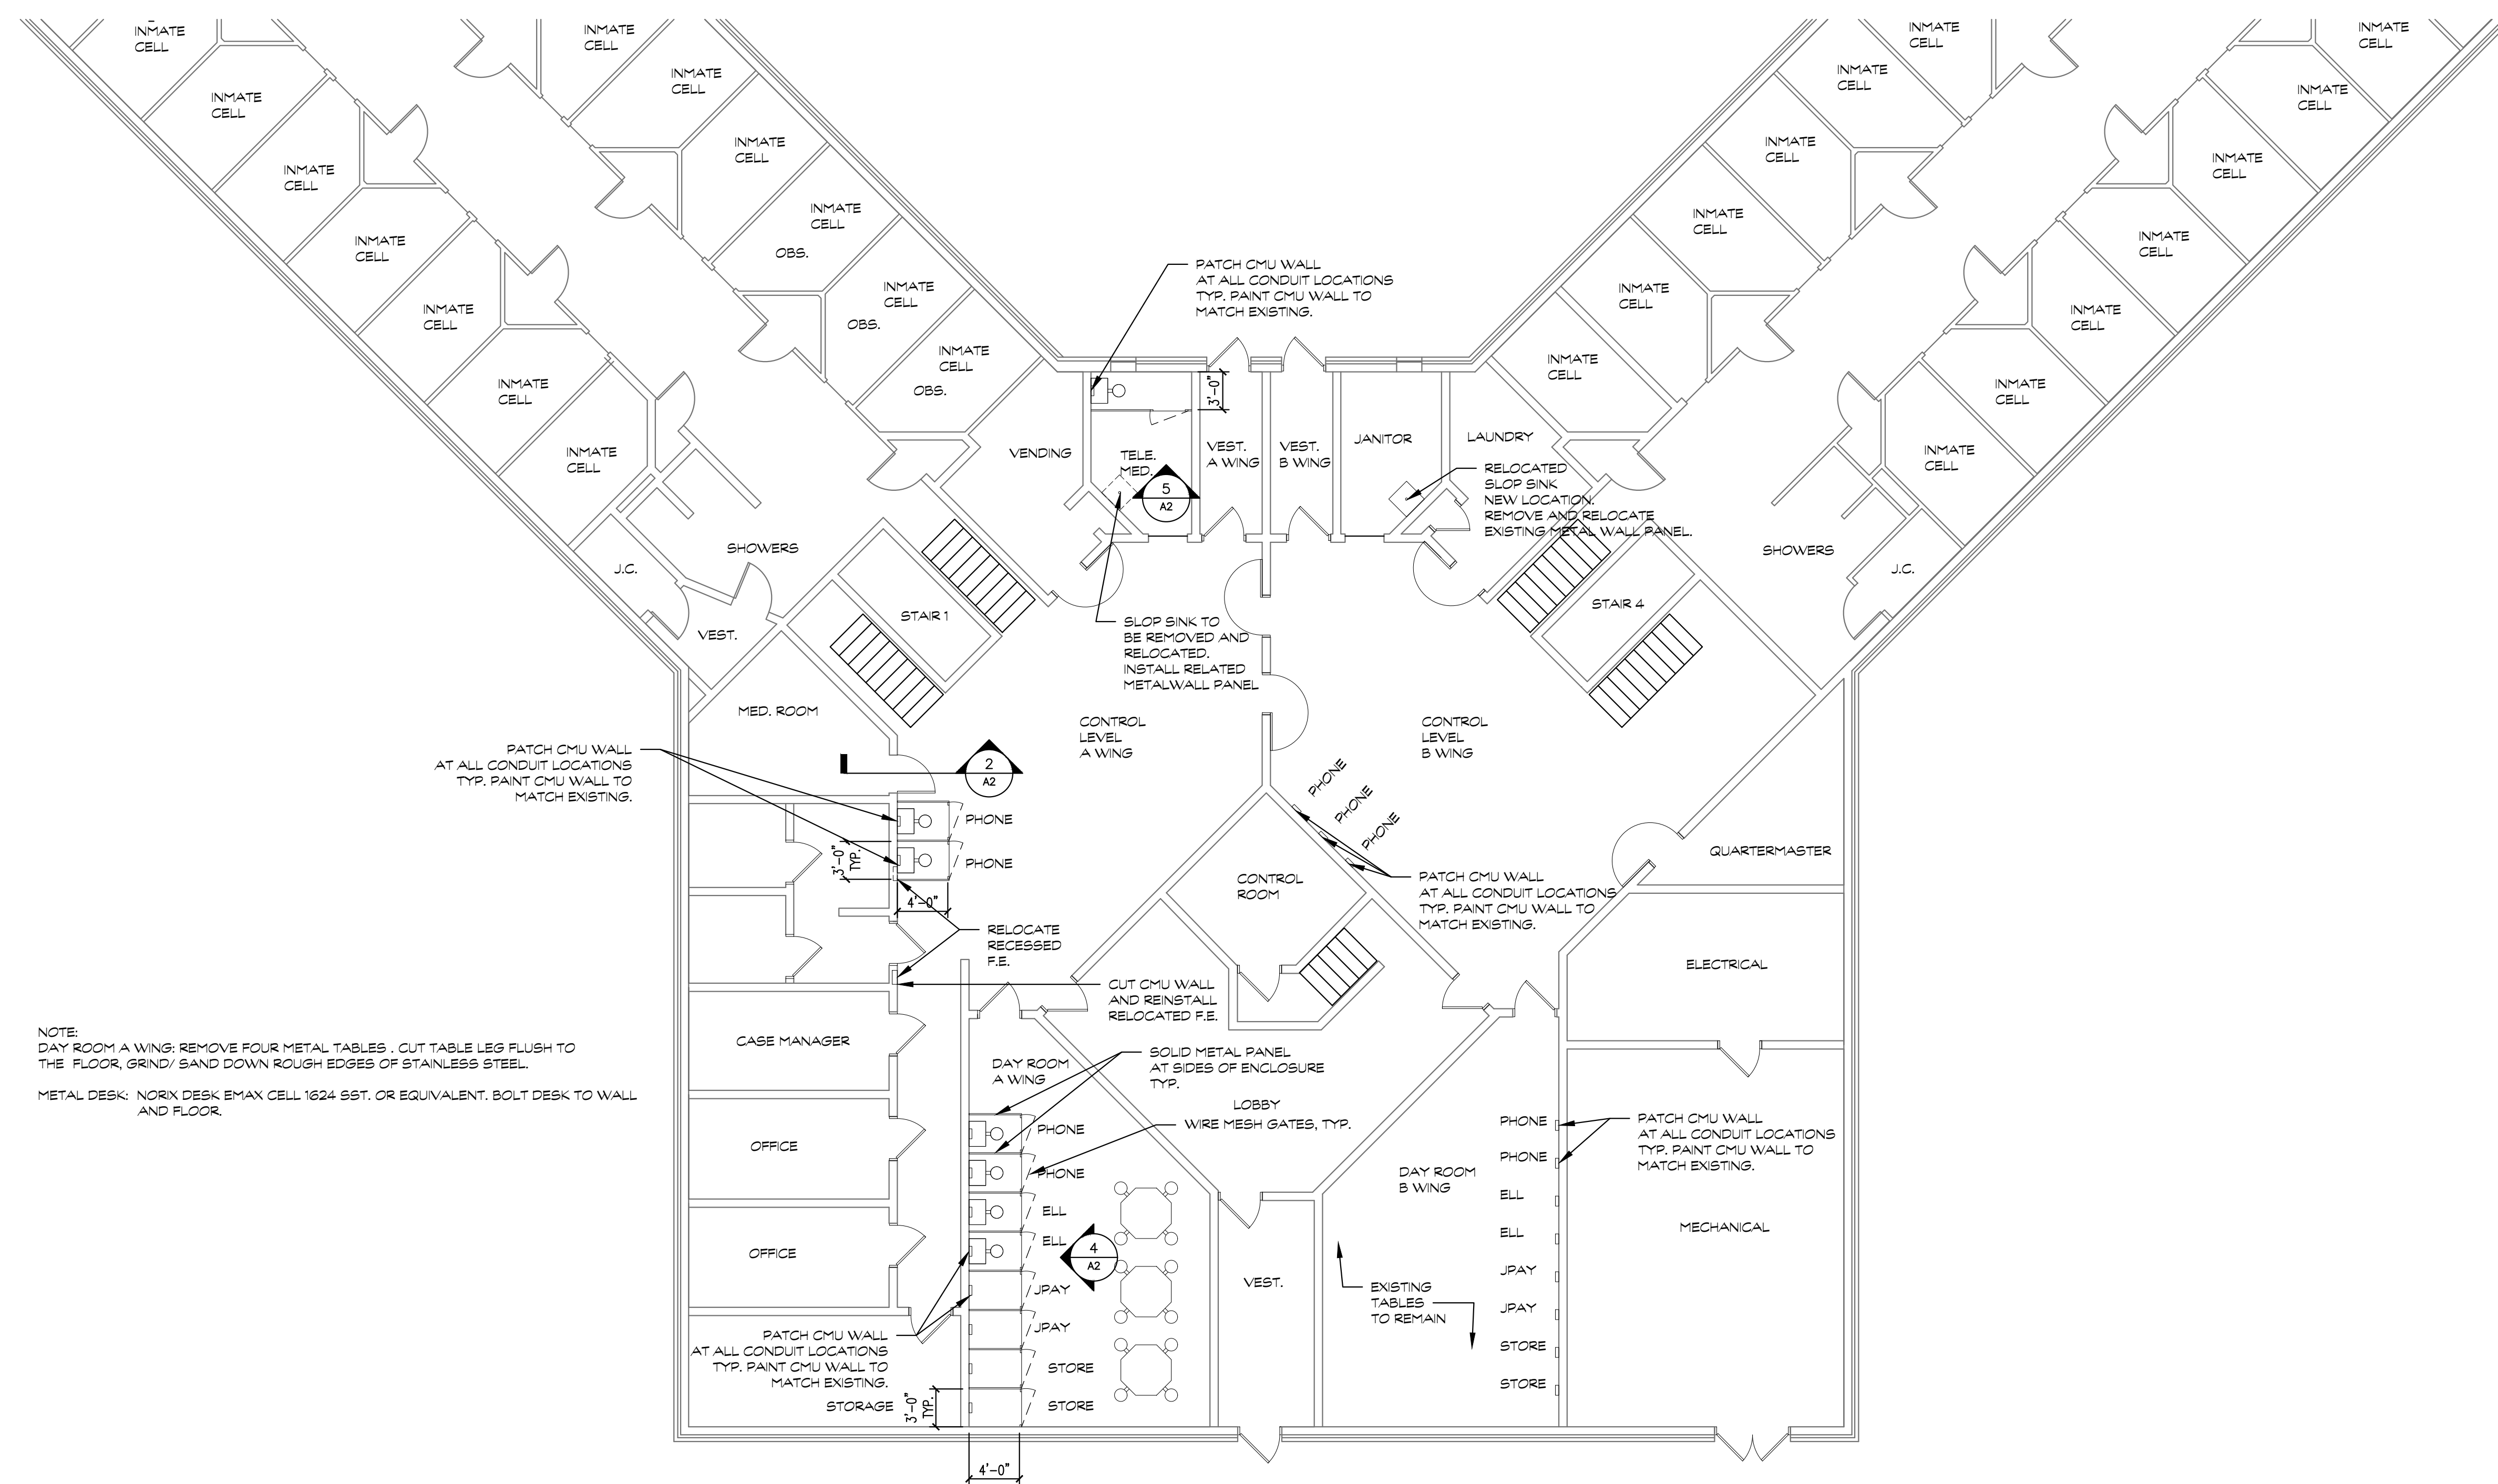 INMATE
CELL
INMATE
CELL
INMATE
CELL
INMATE
CELL
INMATE
CELL
INMATE
CELL
INMATE
CELL
INMATE
CELL
INMATE
CELL
INMATE
CELL
INMATE
CELL
INMATE
CELL
OBS.
INMATE
CELL
OBS.
INMATE
CELL
OBS.
INMATE
CELL
INMATE
CELL
INMATE
CELL
INMATE
CELL
INMATE
CELL
INMATE
CELL
INMATE
CELL
INMATE
CELL
INMATE
CELL
INMATE
CELL
INMATE
CELL
INMATE
CELL
INMATE
CELL
PATCH CMU WALL
AT ALL CONDUIT LOCATIONS
TYP. PAINT CMU WALL TO
MATCH EXISTING.
3'-0"
VENDING
TELE.
MED.
5
A2
VEST.
A WING
VEST.
B WING
JANITOR
LAUNDRY
RELOCATED
SLOP SINK
NEW LOCATION.
REMOVE AND RELOCATE
EXISTING METAL WALL PANEL.
SHOWERS
J.C.
VEST.
STAIR 1
SLOP SINK TO
BE REMOVED AND
RELOCATED.
INSTALL RELATED
METALWALL PANEL
STAIR 4
SHOWERS
J.C.
MED. ROOM
CONTROL
LEVEL
A WING
CONTROL
LEVEL
B WING
PATCH CMU WALL
AT ALL CONDUIT LOCATIONS
TYP. PAINT CMU WALL TO
MATCH EXISTING.
2
A2
PHONE
PHONE
3'-0"
TYP.
4'-0"
PHONE
PHONE
PHONE
PATCH CMU WALL
AT ALL CONDUIT LOCATIONS
TYP. PAINT CMU WALL TO
MATCH EXISTING.
QUARTERMASTER
CONTROL
ROOM
RELOCATE
RECESSED
F.E.
CUT CMU WALL
AND REINSTALL
RELOCATED F.E.
ELECTRICAL
NOTE:
DAY ROOM A WING: REMOVE FOUR METAL TABLES . CUT TABLE LEG FLUSH TO
THE FLOOR, GRIND/ SAND DOWN ROUGH EDGES OF STAINLESS STEEL.
METAL DESK: NORIX DESK EMAX CELL 1624 SST. OR EQUIVALENT. BOLT DESK TO WALL
AND FLOOR.
CASE MANAGER
OFFICE
OFFICE
DAY ROOM
A WING
SOLID METAL PANEL
AT SIDES OF ENCLOSURE
TYP.
LOBBY
WIRE MESH GATES, TYP.
PHONE
PHONE
ELL
ELL
JPAY
JPAY
STORE
STORE
4
A2
PATCH CMU WALL
AT ALL CONDUIT LOCATIONS
TYP. PAINT CMU WALL TO
MATCH EXISTING.
STORAGE
3'-0"
TYP.
4'-0"
VEST.
DAY ROOM
B WING
EXISTING
TABLES
TO REMAIN
PHONE
PHONE
ELL
ELL
JPAY
JPAY
STORE
STORE
PATCH CMU WALL
AT ALL CONDUIT LOCATIONS
TYP. PAINT CMU WALL TO
MATCH EXISTING.
MECHANICAL